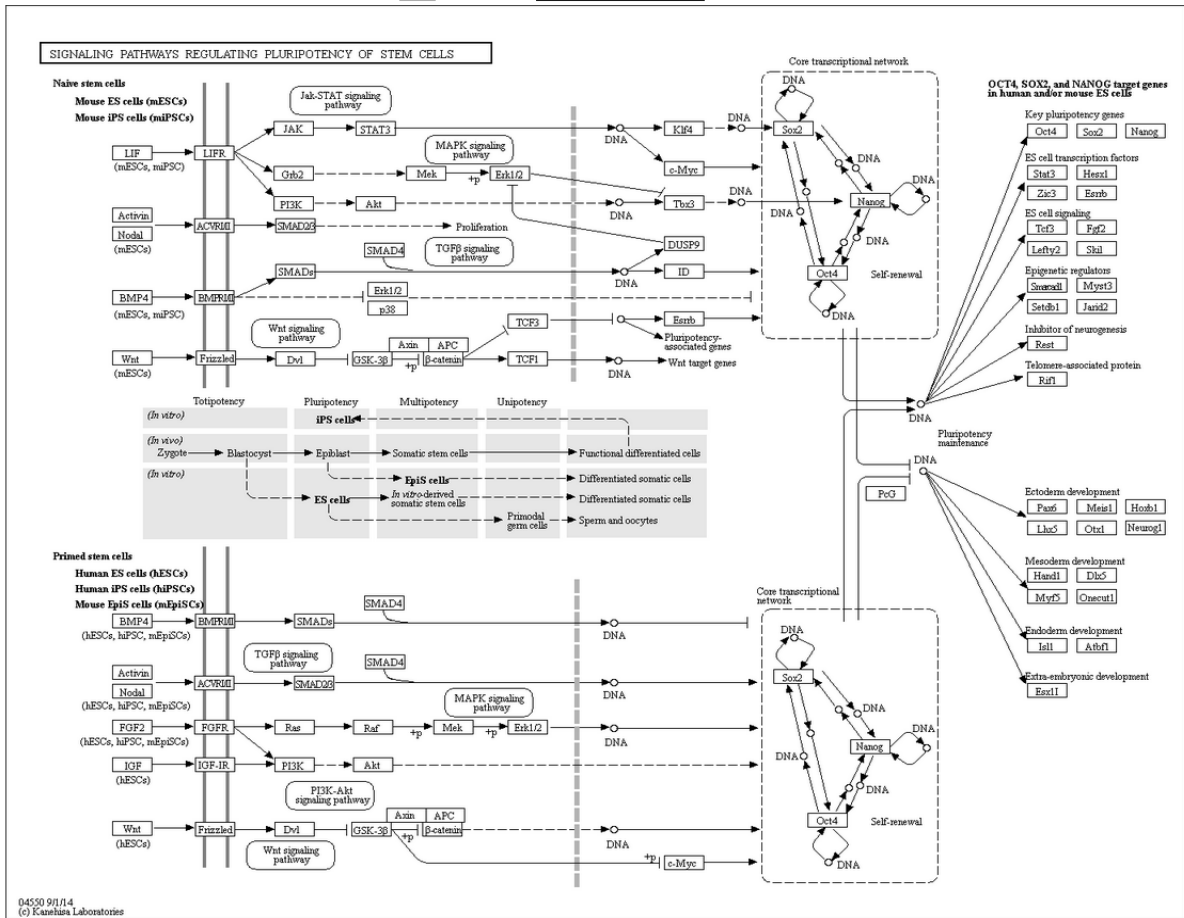 SIGNALING PATHWAYS REGULATING PLURIPOTENCY OF STEM CELLS
Naive stem cells
Mouse ES cells (mESCs)
Mouse iPS cells (miPSCs)
Jak-STAT signaling
pathway
JAK
STAT3
DNA
Klf4
DNA
LIF
(mESCs, miPSC)
LIFR
MAPK signaling
pathway
c-Myc
Grb2
Mek
+p
Erk1/2
PI3K
Akt
DNA
Tbx3
DNA
Activin
Nodal
(mESCs)
ACVRI/II
SMAD2/3
Proliferation
SMAD4
TGFβ signaling
pathway
DUSP9
SMADs
DNA
ID
BMP4
(mESCs, miPSC)
BMPRI/II
Erk1/2
p38
Wnt signaling
pathway
TCF3
DNA
Esrrb
Pluripotency-
associated genes
Wnt
(mESCs)
Frizzled
Dvl
GSK-3β
Axin
APC
+p
β-catenin
TCF1
DNA
Wnt target genes
Core transcriptional network
DNA
Sox2
DNA
DNA
Nanog
DNA
DNA
DNA
Oct4
Self-renewal
DNA
OCT4, SOX2, and NANOG target genes
in human and/or mouse ES cells
Key pluripotency genes
Oct4
Sox2
Nanog
ES cell transcription factors
Stat3
Hesx1
Zic3
Esrrb
ES cell signaling
Tcf3
Fgf2
Lefty2
Skil
Epigenetic regulators
Smarcad1
Myst3
Setdb1
Jarid2
Inhibitor of neurogenesis
Rest
Telomere-associated protein
Rif1
DNA
Pluripotency
maintenance
DNA
PcG
Ectoderm development
Pax6
Meis1
Hoxb1
Lhx5
Otx1
Neurog1
Mesoderm development
Hand1
Dlx5
Myf5
Onecut1
Endoderm development
Isl1
Atbf1
Extra-embryonic development
Esx1l
Totipotency
Pluripotency
Multipotency
Unipotency
(In vitro)
iPS cells
(In vivo)
Zygote
Blastocyst
Epiblast
Somatic stem cells
Functional differentiated cells
(In vitro)
EpiS cells
Differentiated somatic cells
ES cells
In vitro-derived
somatic stem cells
Differentiated somatic cells
Primodal
germ cells
Sperm and oocytes
Primed stem cells
Human ES cells (hESCs)
Human iPS cells (hiPSCs)
Mouse EpiS cells (mEpiSCs)
BMP4
(hESCs, hiPSC, mEpiSCs)
BMPRI/II
SMADs
SMAD4
DNA
TGFβ signaling
pathway
Activin
Nodal
(hESCs, hiPSC, mEpiSCs)
ACVRI/II
SMAD2/3
SMAD4
DNA
MAPK signaling
pathway
FGF2
(hESCs, hiPSC, mEpiSCs)
FGFR
Ras
Raf
+p
Mek
+p
Erk1/2
DNA
IGF
(hESCs)
IGF-IR
PI3K
Akt
PI3K-Akt
signaling pathway
Wnt
(hESCs)
Frizzled
Dvl
GSK-3β
Axin
APC
+p
β-catenin
DNA
Wnt signaling
pathway
+p
c-Myc
Core transcriptional
network
DNA
Sox2
DNA
DNA
Nanog
DNA
DNA
DNA
Oct4
Self-renewal
DNA
04550 9/1/14
(c) Kanehisa Laboratories